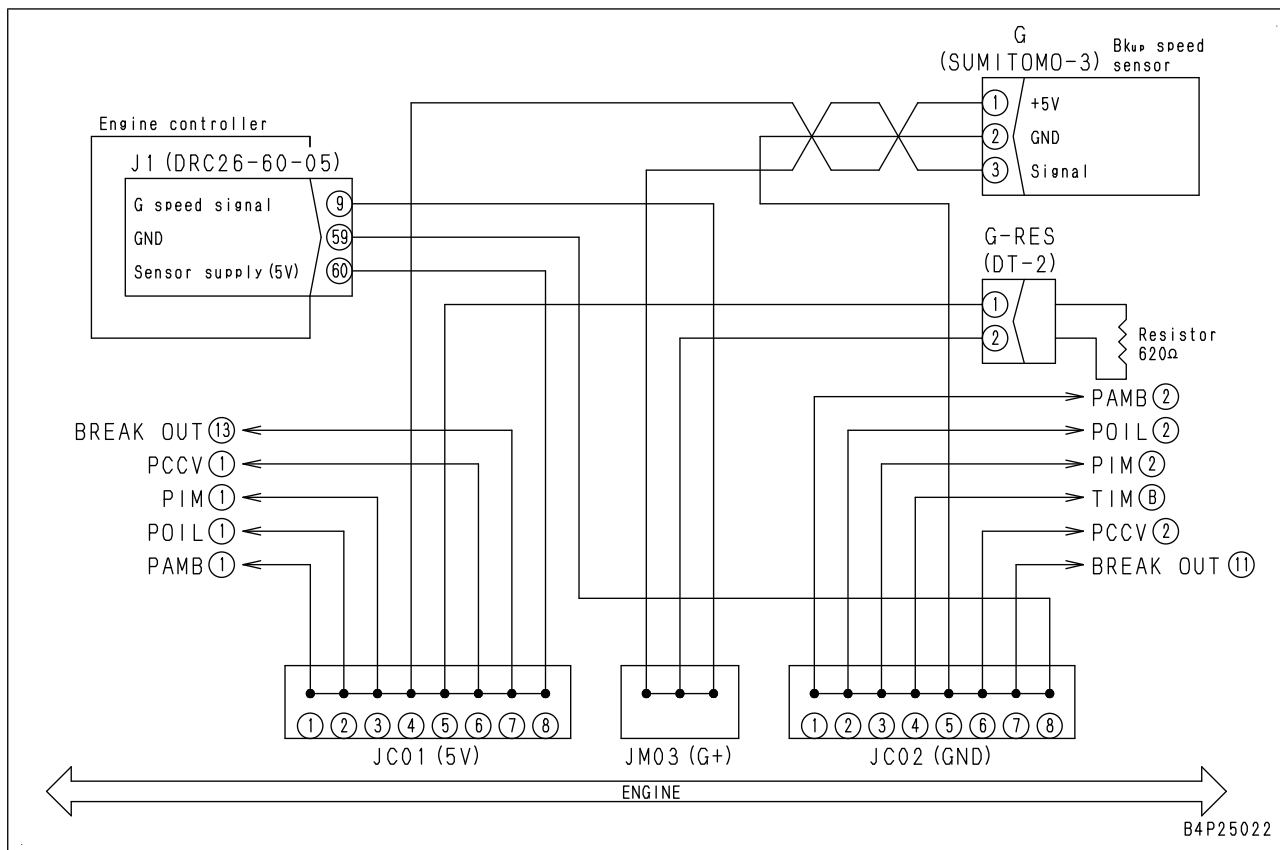 G
(SUMITOMO-3)
Bkup speed
sensor
① +5V
② GND
③ Signal
Engine controller
J1 (DRC26-60-05)
G speed signal ⑨
GND 59
Sensor supply (5V) 60
G-RES
(DT-2)
①
②
Resistor
620Ω
BREAK OUT ⑬
PCCV ①
PIM ①
POIL ①
PAMB ①
PAMB ②
POIL ②
PIM ②
TIM Ⓑ
PCCV ②
BREAK OUT ⑪
① ② ③ ④ ⑤ ⑥ ⑦ ⑧
JC01 (5V)
JM03 (G+)
① ② ③ ④ ⑤ ⑥ ⑦ ⑧
JC02 (GND)
ENGINE
B4P25022